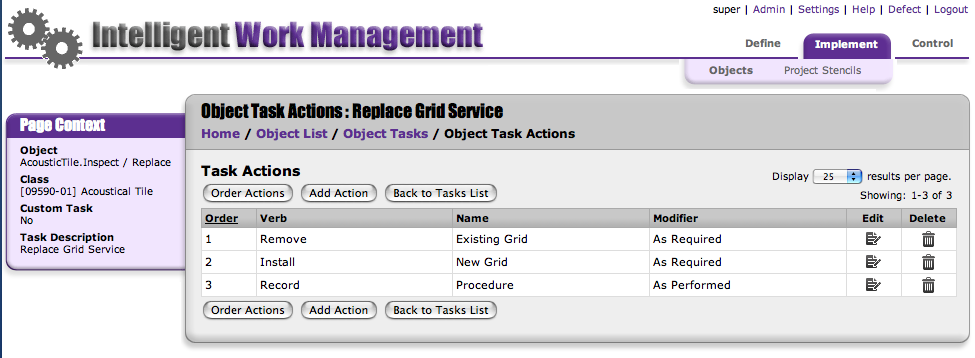 super | Admin | Settings | Help | Defect | Logout
Intelligent Work Management
Define Implement Control
Objects Project Stencils
Page Context
Object
AcousticTile.Inspect / Replace
Class
[09590-01] Acoustical Tile
Custom Task
No
Task Description
Replace Grid Service
Object Task Actions : Replace Grid Service
Home / Object List / Object Tasks / Object Task Actions
Task Actions
Display 25 results per page.
Order Actions Add Action Back to Tasks List
Showing: 1-3 of 3
Order Verb Name Modifier Edit Delete
1 Remove Existing Grid As Required
2 Install New Grid As Required
3 Record Procedure As Performed
Order Actions Add Action Back to Tasks List